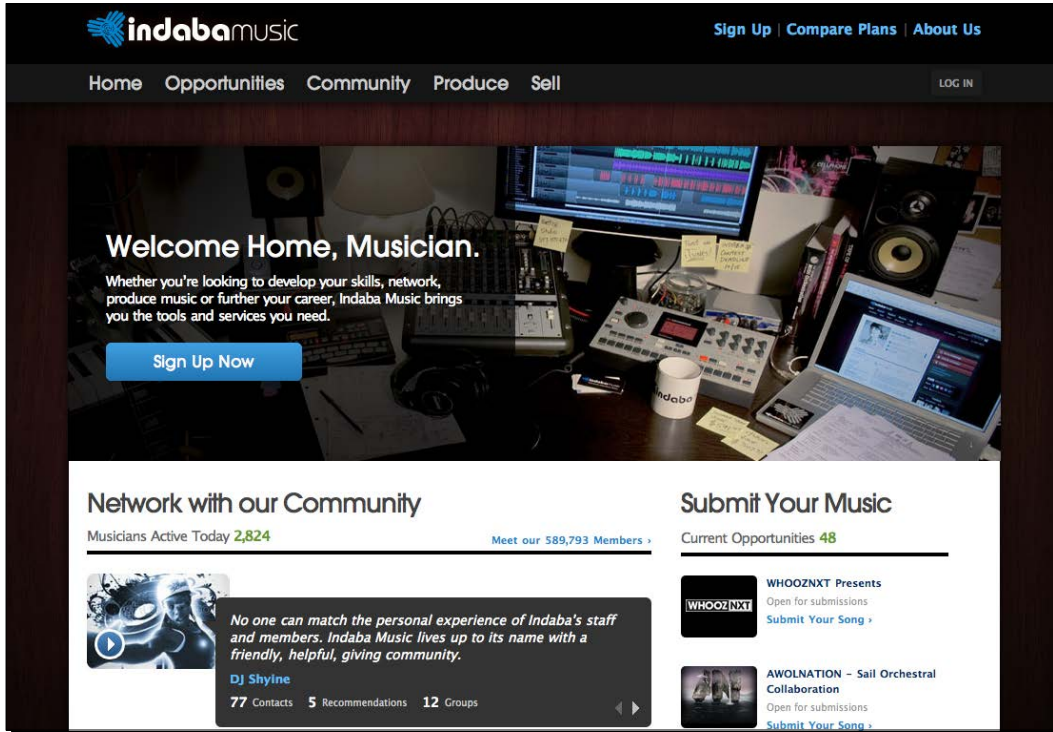 indabamusic
Sign Up | Compare Plans | About Us
Home Opportunities Community Produce Sell
LOG IN
Welcome Home, Musician.
Whether you're looking to develop your skills, network,
produce music or further your career, Indaba Music brings
you the tools and services you need.
Sign Up Now
indaba
Network with our Community
Musicians Active Today 2,824
Meet our 589,793 Members ›
No one can match the personal experience of Indaba's staff
and members. Indaba Music lives up to its name with a
friendly, helpful, giving community.
DJ Shyine
77 Contacts 5 Recommendations 12 Groups
Submit Your Music
Current Opportunities 48
WHOOZNXT
WHOOZNXT Presents
Open for submissions
Submit Your Song ›
AWOLNATION – Sail Orchestral
Collaboration
Open for submissions
Submit Your Song ›